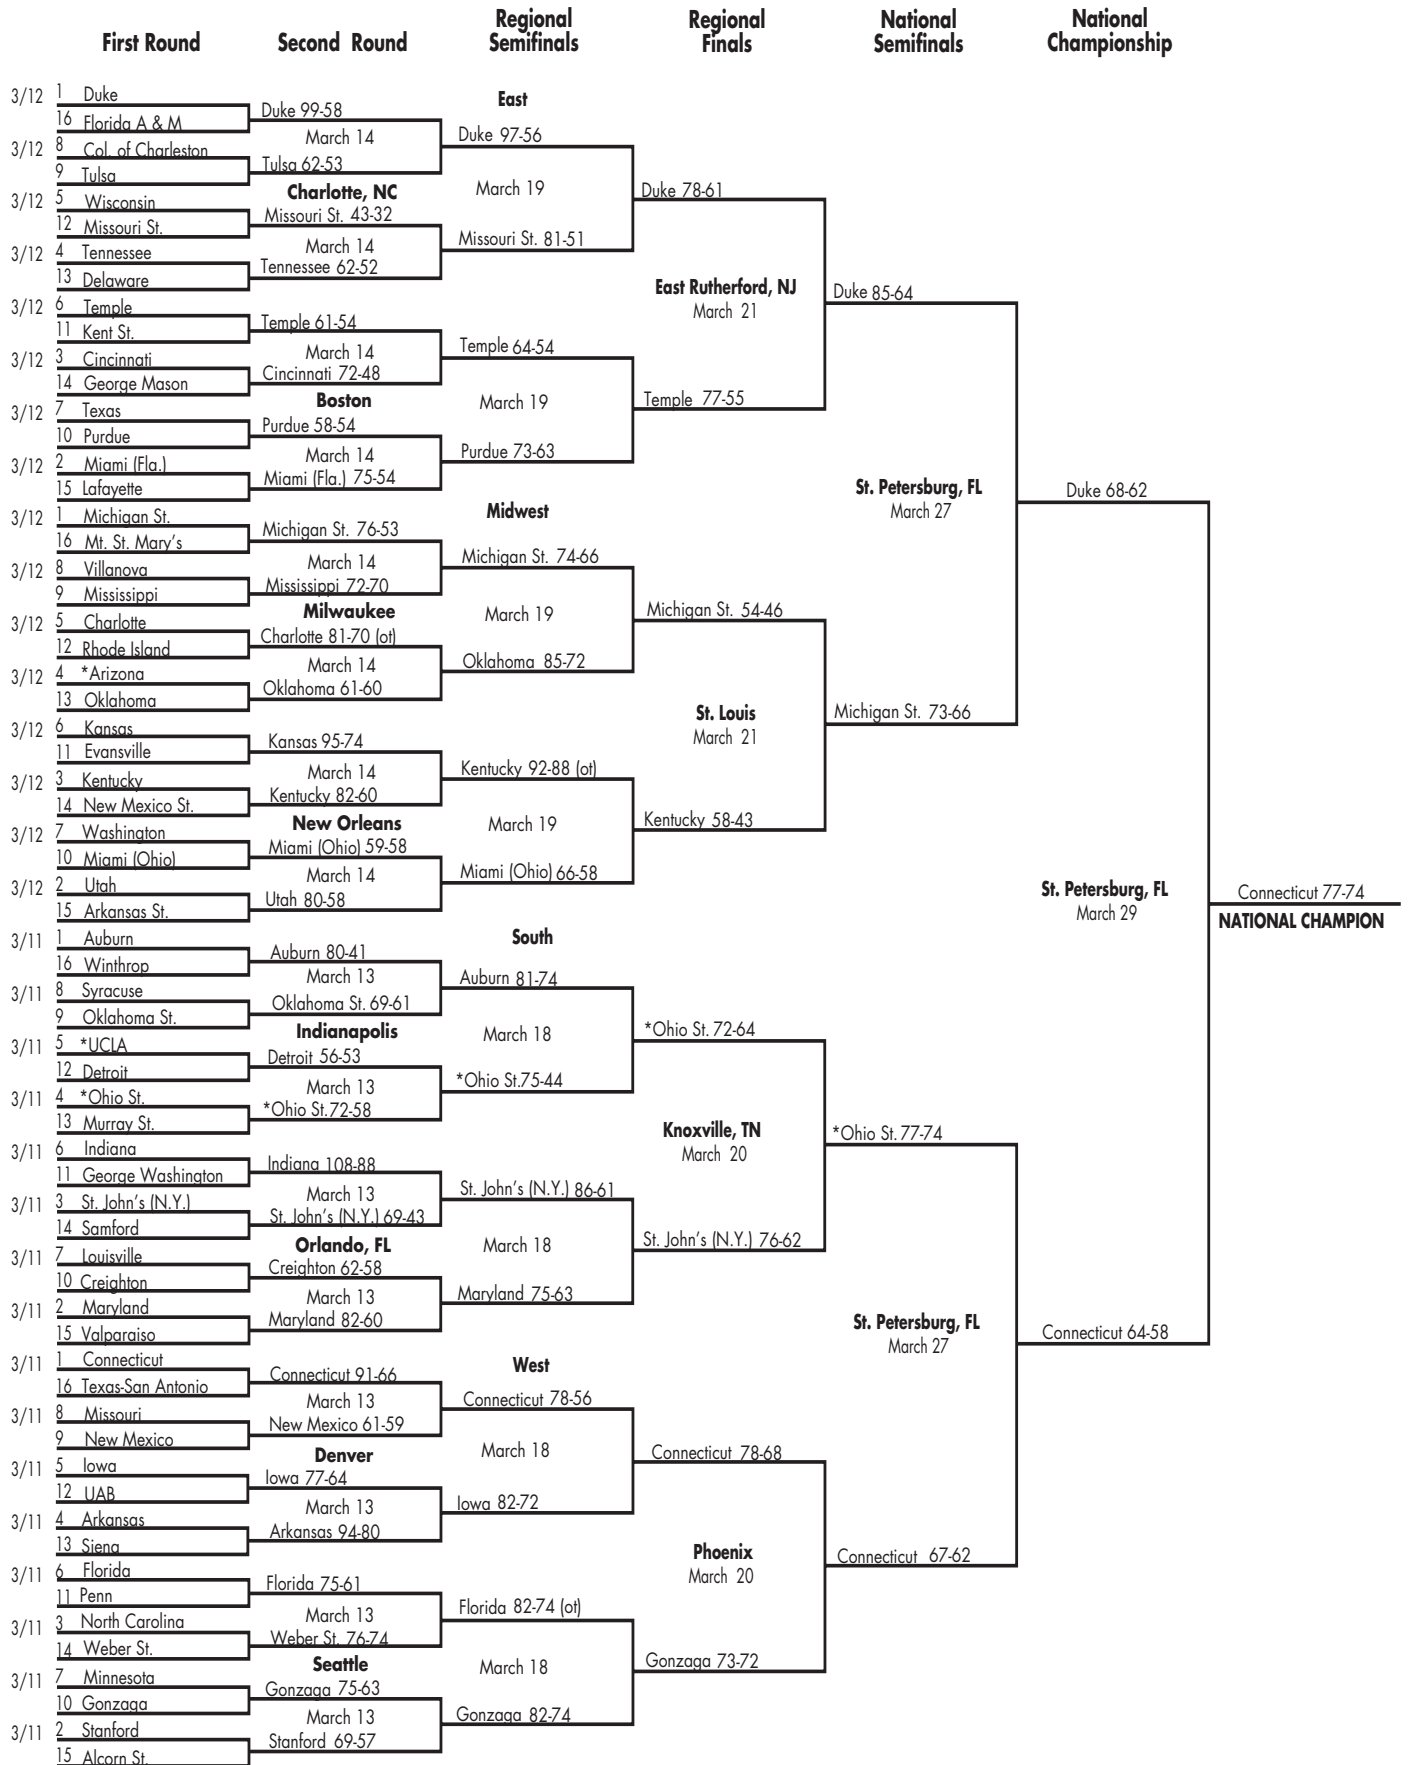 First Round
Second Round
Regional
Semifinals
Regional
Finals
National
Semifinals
National
Championship
3/12 1 Duke
16 Florida A & M
3/12 8 Col. of Charleston
9 Tulsa
3/12 5 Wisconsin
12 Missouri St.
3/12 4 Tennessee
13 Delaware
3/12 6 Temple
11 Kent St.
3/12 3 Cincinnati
14 George Mason
3/12 7 Texas
10 Purdue
3/12 2 Miami (Fla.)
15 Lafayette
3/12 1 Michigan St.
16 Mt. St. Mary's
3/12 8 Villanova
9 Mississippi
3/12 5 Charlotte
12 Rhode Island
3/12 4 *Arizona
13 Oklahoma
3/12 6 Kansas
11 Evansville
3/12 3 Kentucky
14 New Mexico St.
3/12 7 Washington
10 Miami (Ohio)
3/12 2 Utah
15 Arkansas St.
3/11 1 Auburn
16 Winthrop
3/11 8 Syracuse
9 Oklahoma St.
3/11 5 *UCLA
12 Detroit
3/11 4 *Ohio St.
13 Murray St.
3/11 6 Indiana
11 George Washington
3/11 3 St. John's (N.Y.)
14 Samford
3/11 7 Louisville
10 Creighton
3/11 2 Maryland
15 Valparaiso
3/11 1 Connecticut
16 Texas-San Antonio
3/11 8 Missouri
9 New Mexico
3/11 5 Iowa
12 UAB
3/11 4 Arkansas
13 Siena
3/11 6 Florida
11 Penn
3/11 3 North Carolina
14 Weber St.
3/11 7 Minnesota
10 Gonzaga
3/11 2 Stanford
15 Alcorn St.
Duke 99-58
March 14
Tulsa 62-53
Charlotte, NC
Missouri St. 43-32
March 14
Tennessee 62-52
Temple 61-54
March 14
Cincinnati 72-48
Boston
Purdue 58-54
March 14
Miami (Fla.) 75-54
Michigan St. 76-53
March 14
Mississippi 72-70
Milwaukee
Charlotte 81-70 (ot)
March 14
Oklahoma 61-60
Kansas 95-74
March 14
Kentucky 82-60
New Orleans
Miami (Ohio) 59-58
March 14
Utah 80-58
Auburn 80-41
March 13
Oklahoma St. 69-61
Indianapolis
Detroit 56-53
March 13
*Ohio St. 72-58
Indiana 108-88
March 13
St. John's (N.Y.) 69-43
Orlando, FL
Creighton 62-58
March 13
Maryland 82-60
Connecticut 91-66
March 13
New Mexico 61-59
Denver
Iowa 77-64
March 13
Arkansas 94-80
Florida 75-61
March 13
Weber St. 76-74
Seattle
Gonzaga 75-63
March 13
Stanford 69-57
East
Duke 97-56
March 19
Missouri St. 81-51
Temple 64-54
March 19
Purdue 73-63
Midwest
Michigan St. 74-66
March 19
Oklahoma 85-72
Kentucky 92-88 (ot)
March 19
Miami (Ohio) 66-58
South
Auburn 81-74
March 18
*Ohio St. 75-44
St. John's (N.Y.) 86-61
March 18
Maryland 75-63
West
Connecticut 78-56
March 18
Iowa 82-72
Florida 82-74 (ot)
March 18
Gonzaga 82-74
Duke 78-61
East Rutherford, NJ
March 21
Temple 77-55
Michigan St. 54-46
St. Louis
March 21
Kentucky 58-43
*Ohio St. 72-64
Knoxville, TN
March 20
St. John's (N.Y.) 76-62
Connecticut 78-68
Phoenix
March 20
Gonzaga 73-72
Duke 85-64
St. Petersburg, FL
March 27
Michigan St. 73-66
*Ohio St. 77-74
St. Petersburg, FL
March 27
Connecticut 67-62
Duke 68-62
St. Petersburg, FL
March 29
Connecticut 64-58
Connecticut 77-74
NATIONAL CHAMPION